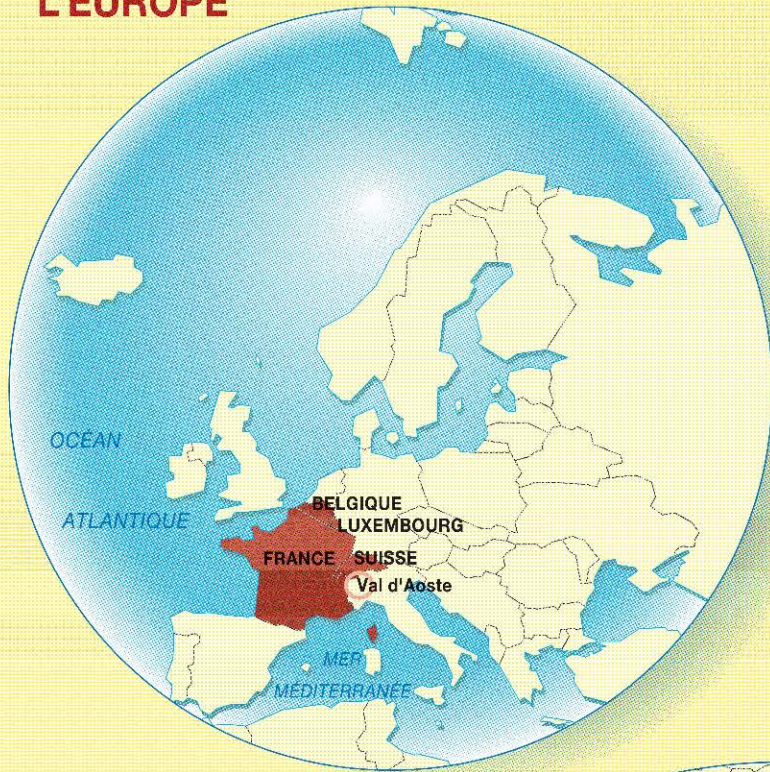 L'EUROPE
OCÉAN
ATLANTIQUE
BELGIQUE
LUXEMBOURG
FRANCE SUISSE
Val d'Aoste
MER
MÉDITERRANÉE